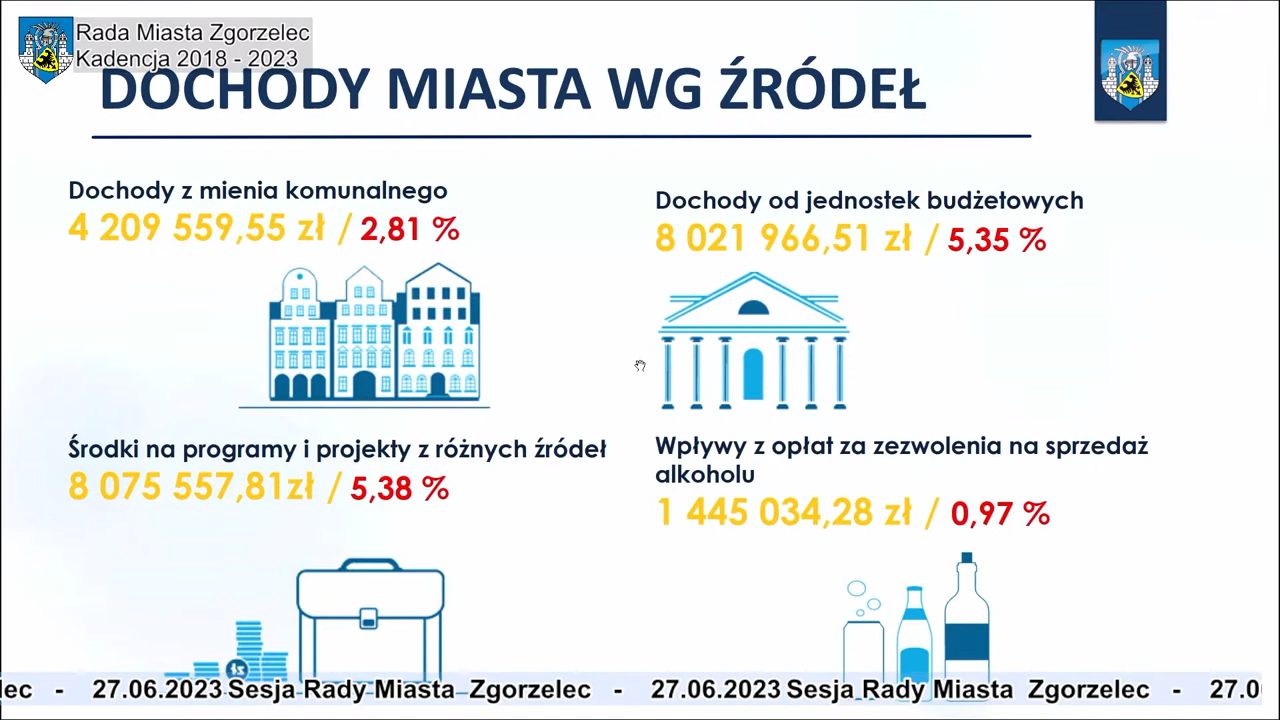 Rada Miasta Zgorzelec
Kadencja 2018 - 2023
DOCHODY MIASTA WG ŹRÓDEŁ
Dochody z mienia komunalnego
4 209 559,55 zł / 2,81 %
Dochody od jednostek budżetowych
8 021 966,51 zł / 5,35 %
Środki na programy i projekty z różnych źródeł
8 075 557,81zł / 5,38 %
Wpływy z opłat za zezwolenia na sprzedaż
alkoholu
1 445 034,28 zł / 0,97 %
zł
lec - 27.06.2023 Sesja Rady Miasta Zgorzelec - 27.06.2023 Sesja Rady Miasta Zgorzelec - 27.0